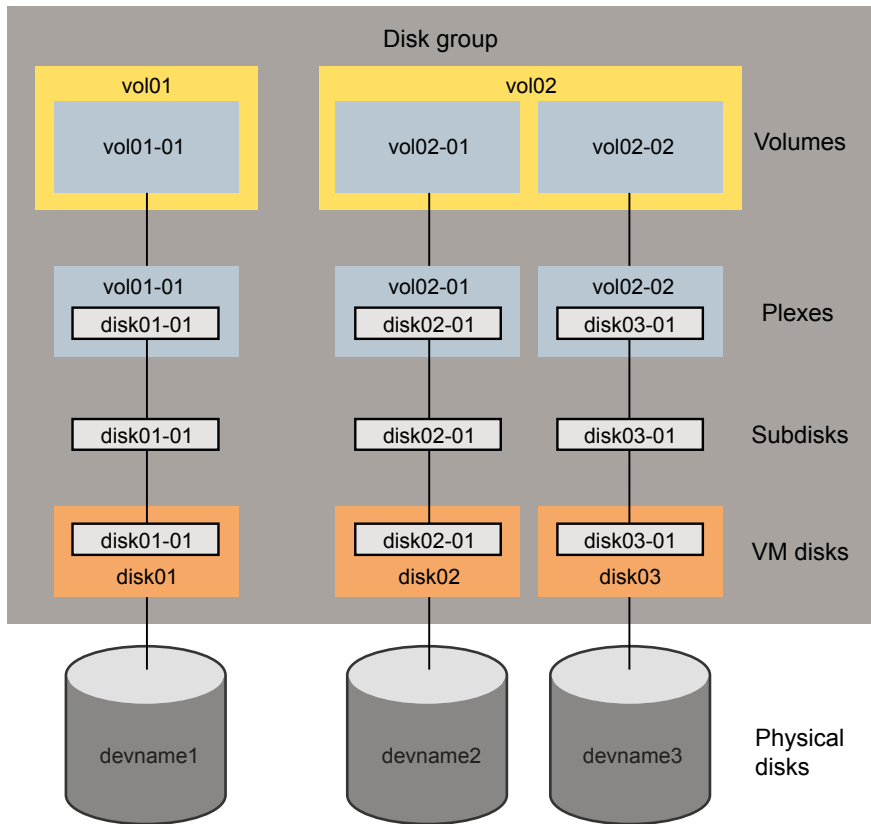 Disk group
vol01
vol02
vol01-01
vol02-01
vol02-02
Volumes
vol01-01
vol02-01
vol02-02
disk01-01
disk02-01
disk03-01
Plexes
disk01-01
disk02-01
disk03-01
Subdisks
disk01-01
disk02-01
disk03-01
VM disks
disk01
disk02
disk03
devname1
devname2
devname3
Physical
disks